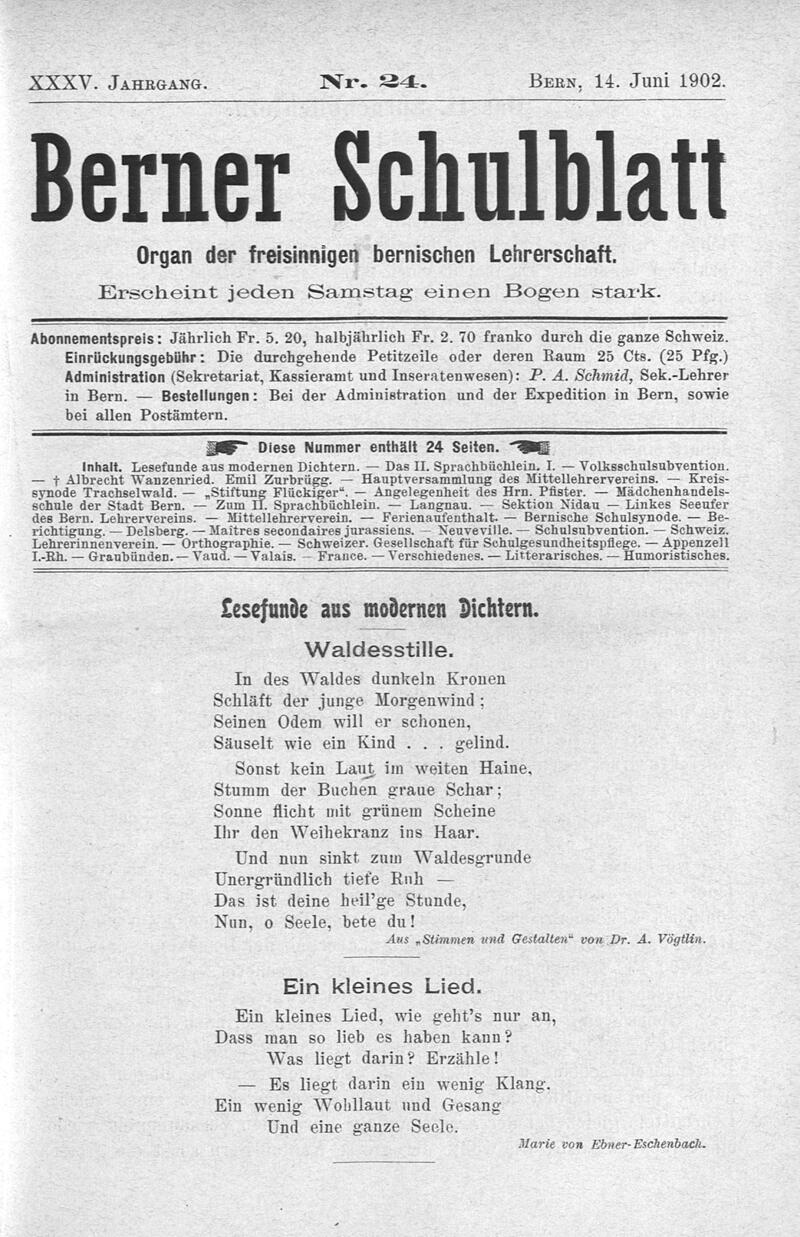 XXXV. JAHRGANG. Nr. 24. BERN, 14. Juni 1902.
Berner Schulblatt
Organ der freisinnigen bernischen Lehrerschaft.
Erscheint jeden Samstag einen Bogen stark.
Abonnementspreis: Jährlich Fr. 5. 20, halbjährlich Fr. 2. 70 franko durch die ganze Schweiz.
Einrückungsgebühr: Die durchgehende Petitzeile oder deren Raum 25 Cts. (25 Pfg.)
Administration (Sekretariat, Kassieramt und Inseratenwesen): P. A. Schmid, Sek.-Lehrer
in Bern. — Bestellungen: Bei der Administration und der Expedition in Bern, sowie
bei allen Postämtern.
Diese Nummer enthält 24 Seiten.
Inhalt. Lesefunde aus modernen Dichtern. — Das II. Sprachbüchlein. I. — Volksschulsubvention.
— † Albrecht Wanzenried. Emil Zurbrügg. — Hauptversammlung des Mittellehrervereins. — Kreis-
synode Trachselwald. — „Stiftung Flückiger“. — Angelegenheit des Hrn. Pfister. — Mädchenhandels-
schule der Stadt Bern. — Zum II. Sprachbüchlein. — Langnau. — Sektion Nidau — Linkes Seeufer
des Bern. Lehrervereins. — Mittellehrerverein. — Ferienaufenthalt. — Bernische Schulsynode. — Be-
richtigung. — Delsberg. — Maitres secondaires jurassiens. — Neuveville. — Schulsubvention. — Schweiz.
Lehrerinnenverein. — Orthographie. — Schweizer. Gesellschaft für Schulgesundheitspflege. — Appenzell
I.-Rh. — Graubünden. — Vaud. — Valais. — France. — Verschiedenes. — Litterarisches. — Humoristisches.
Lesefunde aus modernen Dichtern.
Waldesstille.
In des Waldes dunkeln Kronen
Schläft der junge Morgenwind;
Seinen Odem will er schonen,
Säuselt wie ein Kind . . . gelind.
Sonst kein Laut im weiten Haine,
Stumm der Buchen graue Schar;
Sonne flicht mit grünem Scheine
Ihr den Weihekranz ins Haar.
Und nun sinkt zum Waldesgrunde
Unergründlich tiefe Ruh —
Das ist deine heil'ge Stunde,
Nun, o Seele, bete du!
Aus „Stimmen und Gestalten“ von Dr. A. Vögtlin.
Ein kleines Lied.
Ein kleines Lied, wie geht's nur an,
Dass man so lieb es haben kann?
Was liegt darin? Erzähle!
— Es liegt darin ein wenig Klang.
Ein wenig Wohllaut und Gesang
Und eine ganze Seele.
Marie von Ebner-Eschenbach.